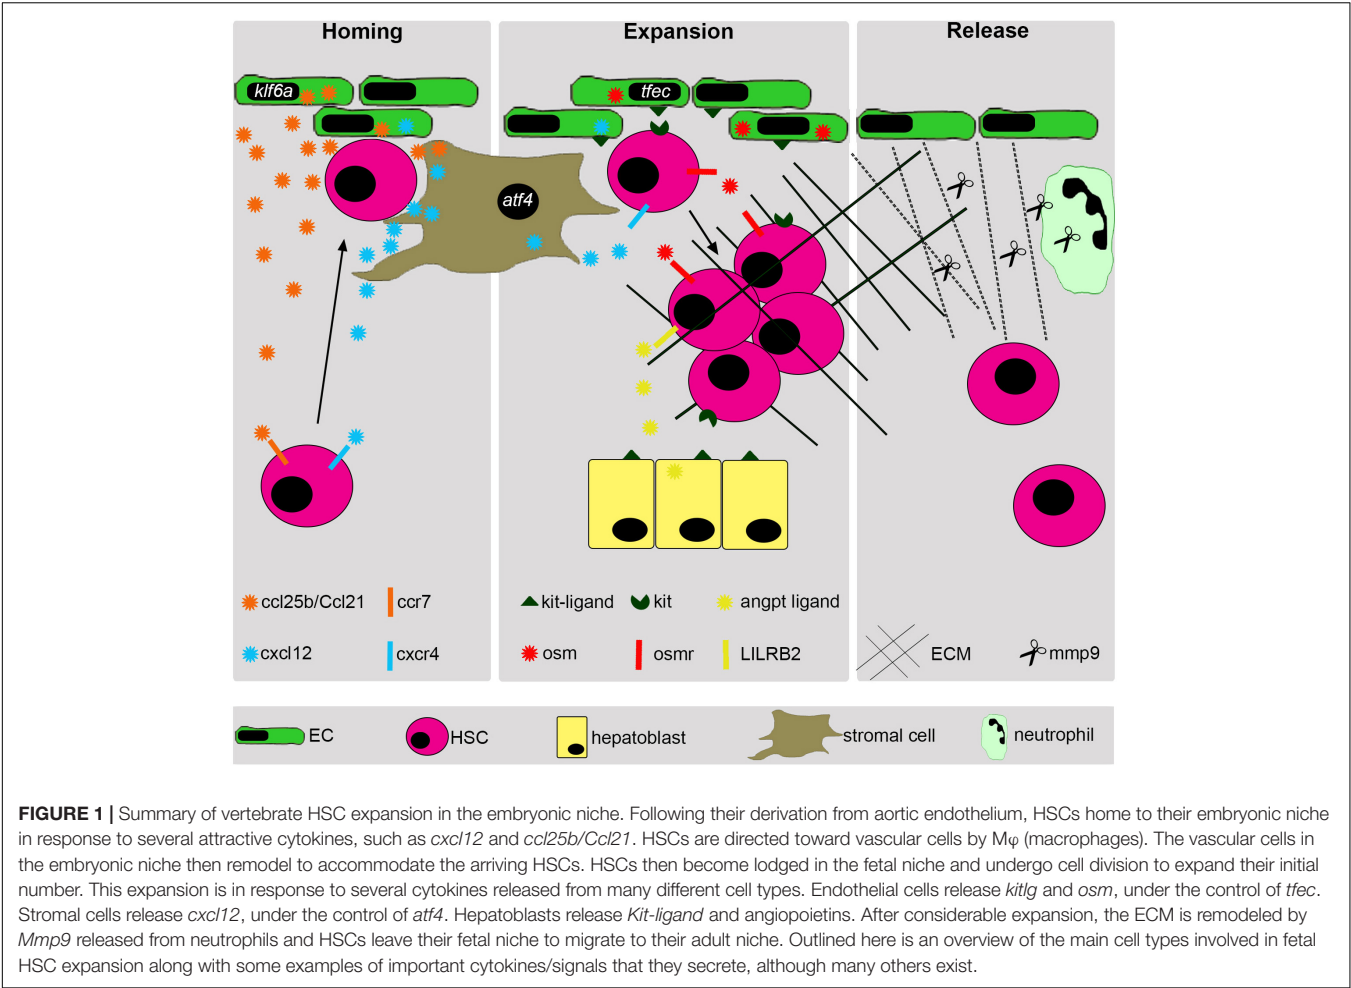 Homing
Expansion
Release
klf6a
tfec
atf4
ccl25b/Ccl21
ccr7
cxcl12
cxcr4
kit-ligand
kit
angpt ligand
osm
osmr
LILRB2
ECM
mmp9
EC
HSC
hepatoblast
stromal cell
neutrophil
FIGURE 1 | Summary of vertebrate HSC expansion in the embryonic niche. Following their derivation from aortic endothelium, HSCs home to their embryonic niche
in response to several attractive cytokines, such as cxcl12 and ccl25b/Ccl21. HSCs are directed toward vascular cells by Mφ (macrophages). The vascular cells in
the embryonic niche then remodel to accommodate the arriving HSCs. HSCs then become lodged in the fetal niche and undergo cell division to expand their initial
number. This expansion is in response to several cytokines released from many different cell types. Endothelial cells release kitlg and osm, under the control of tfec.
Stromal cells release cxcl12, under the control of atf4. Hepatoblasts release Kit-ligand and angiopoietins. After considerable expansion, the ECM is remodeled by
Mmp9 released from neutrophils and HSCs leave their fetal niche to migrate to their adult niche. Outlined here is an overview of the main cell types involved in fetal
HSC expansion along with some examples of important cytokines/signals that they secrete, although many others exist.